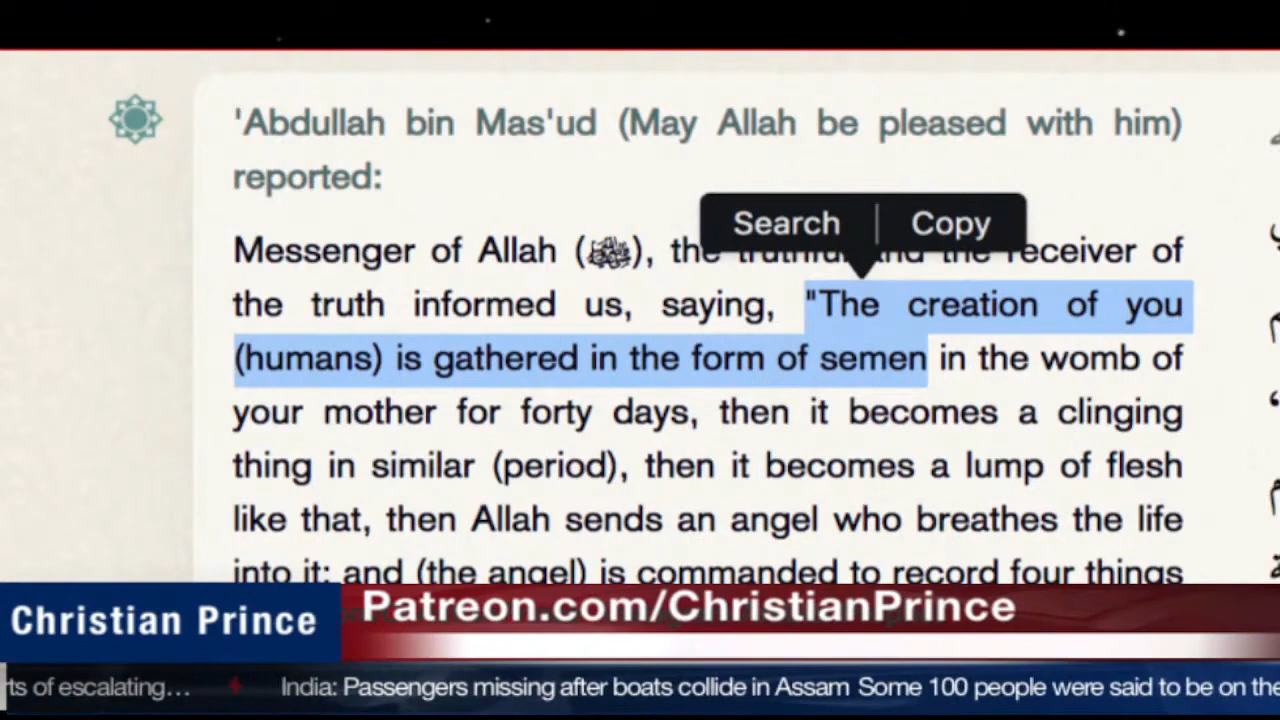 'Abdullah bin Mas'ud (May Allah be pleased with him)
reported:
Search Copy
Messenger of Allah (ﷺ), the truthful and the receiver of
the truth informed us, saying, "The creation of you
(humans) is gathered in the form of semen in the womb of
your mother for forty days, then it becomes a clinging
thing in similar (period), then it becomes a lump of flesh
like that, then Allah sends an angel who breathes the life
into it; and (the angel) is commanded to record four things
Christian Prince
Patreon.com/ChristianPrince
ts of escalating... India: Passengers missing after boats collide in Assam Some 100 people were said to be on the